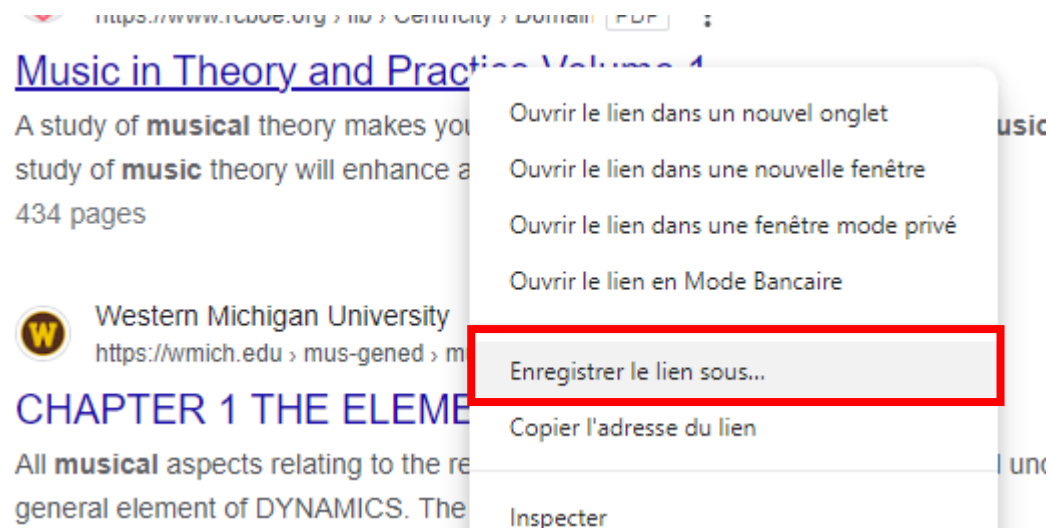 https://www.rcboe.org › lib › Centricity › Domain PDF
Music in Theory and Practice Volume 1
A study of musical theory makes you
usic
study of music theory will enhance a
434 pages
Ouvrir le lien dans un nouvel onglet
Ouvrir le lien dans une nouvelle fenêtre
Ouvrir le lien dans une fenêtre mode privé
Ouvrir le lien en Mode Bancaire
Enregistrer le lien sous...
Copier l'adresse du lien
Inspecter
W
Western Michigan University
https://wmich.edu › mus-gened › m
CHAPTER 1 THE ELEME
All musical aspects relating to the re
und
general element of DYNAMICS. The